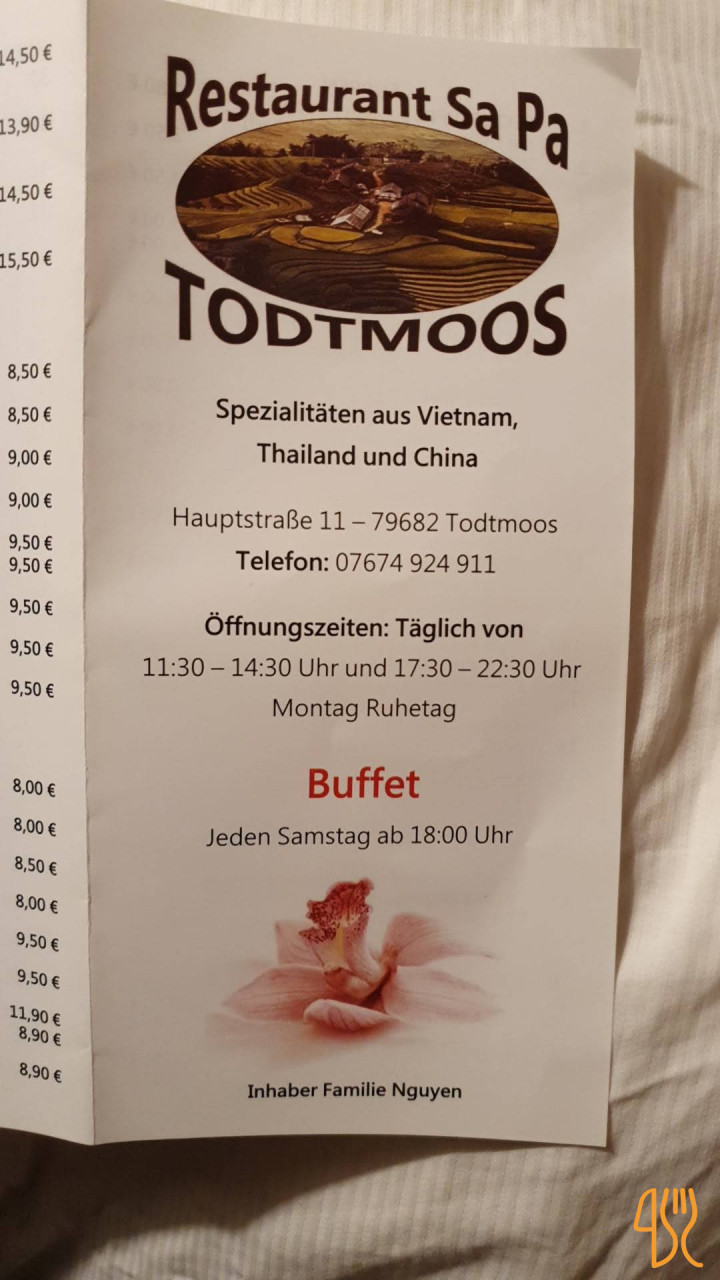 14,50 €
13,90 €
14,50 €
15,50 €
8,50 €
8,50 €
9,00 €
9,00 €
9,50 €
9,50 €
9,50 €
9,50 €
9,50 €
8,00 €
8,00 €
8,50 €
8,00 €
9,50 €
9,50 €
11,90 €
8,90 €
8,90 €
Restaurant Sa Pa
TODTMOOS
Spezialitäten aus Vietnam,
Thailand und China
Hauptstraße 11 – 79682 Todtmoos
Telefon: 07674 924 911
Öffnungszeiten: Täglich von
11:30 – 14:30 Uhr und 17:30 – 22:30 Uhr
Montag Ruhetag
Buffet
Jeden Samstag ab 18:00 Uhr
Inhaber Familie Nguyen